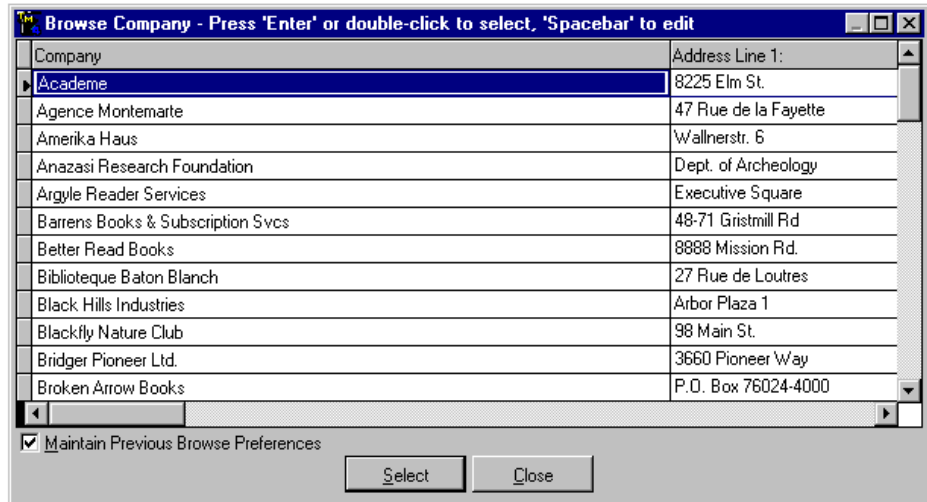 Browse Company - Press 'Enter' or double-click to select, 'Spacebar' to edit
Company Address Line 1:
Academe 8225 Elm St.
Agence Montemarte 47 Rue de la Fayette
Amerika Haus Wallnerstr. 6
Anazasi Research Foundation Dept. of Archeology
Argyle Reader Services Executive Square
Barrens Books & Subscription Svcs 48-71 Gristmill Rd
Better Read Books 8888 Mission Rd.
Biblioteque Baton Blanch 27 Rue de Loutres
Black Hills Industries Arbor Plaza 1
Blackfly Nature Club 98 Main St.
Bridger Pioneer Ltd. 3660 Pioneer Way
Broken Arrow Books P.O. Box 76024-4000
Maintain Previous Browse Preferences
Select Close